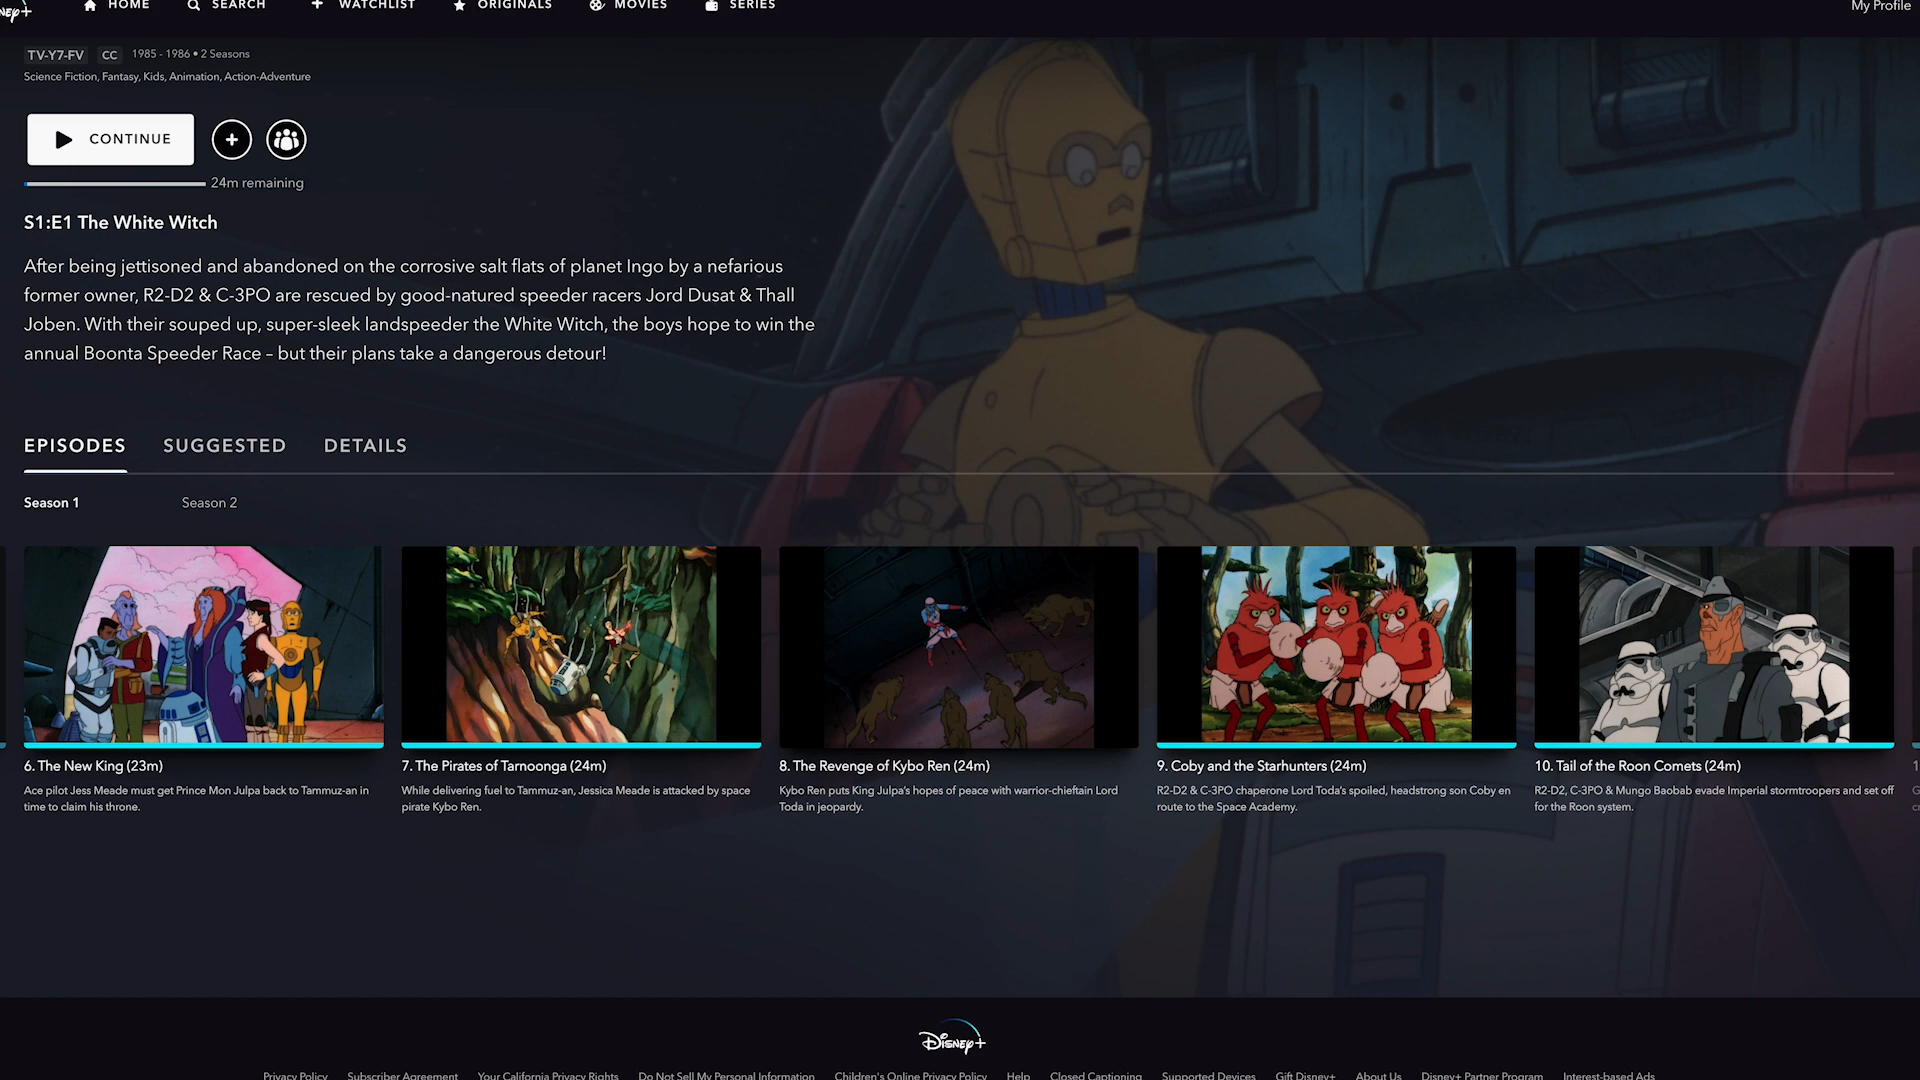 HOME
SEARCH
WATCHLIST
ORIGINALS
MOVIES
SERIES
My Profile
TV-Y7-FV CC 1985 - 1986 • 2 Seasons
Science Fiction, Fantasy, Kids, Animation, Action-Adventure
CONTINUE
24m remaining
S1:E1 The White Witch
After being jettisoned and abandoned on the corrosive salt flats of planet Ingo by a nefarious
former owner, R2-D2 & C-3PO are rescued by good-natured speeder racers Jord Dusat & Thall
Joben. With their souped up, super-sleek landspeeder the White Witch, the boys hope to win the
annual Boonta Speeder Race – but their plans take a dangerous detour!
EPISODES SUGGESTED DETAILS
Season 1 Season 2
6. The New King (23m)
Ace pilot Jess Meade must get Prince Mon Julpa back to Tammuz-an in
time to claim his throne.
7. The Pirates of Tarnoonga (24m)
While delivering fuel to Tammuz-an, Jessica Meade is attacked by space
pirate Kybo Ren.
8. The Revenge of Kybo Ren (24m)
Kybo Ren puts King Julpa's hopes of peace with warrior-chieftain Lord
Toda in jeopardy.
9. Coby and the Starhunters (24m)
R2-D2 & C-3PO chaperone Lord Toda's spoiled, headstrong son Coby en
route to the Space Academy.
10. Tail of the Roon Comets (24m)
R2-D2, C-3PO & Mungo Baobab evade Imperial stormtroopers and set off
for the Roon system.
Disney+
Privacy Policy Subscriber Agreement Your California Privacy Rights Do Not Sell My Personal Information Children's Online Privacy Policy Help Closed Captioning Supported Devices Gift Disney+ About Us Disney+ Partner Program Interest-based Ads